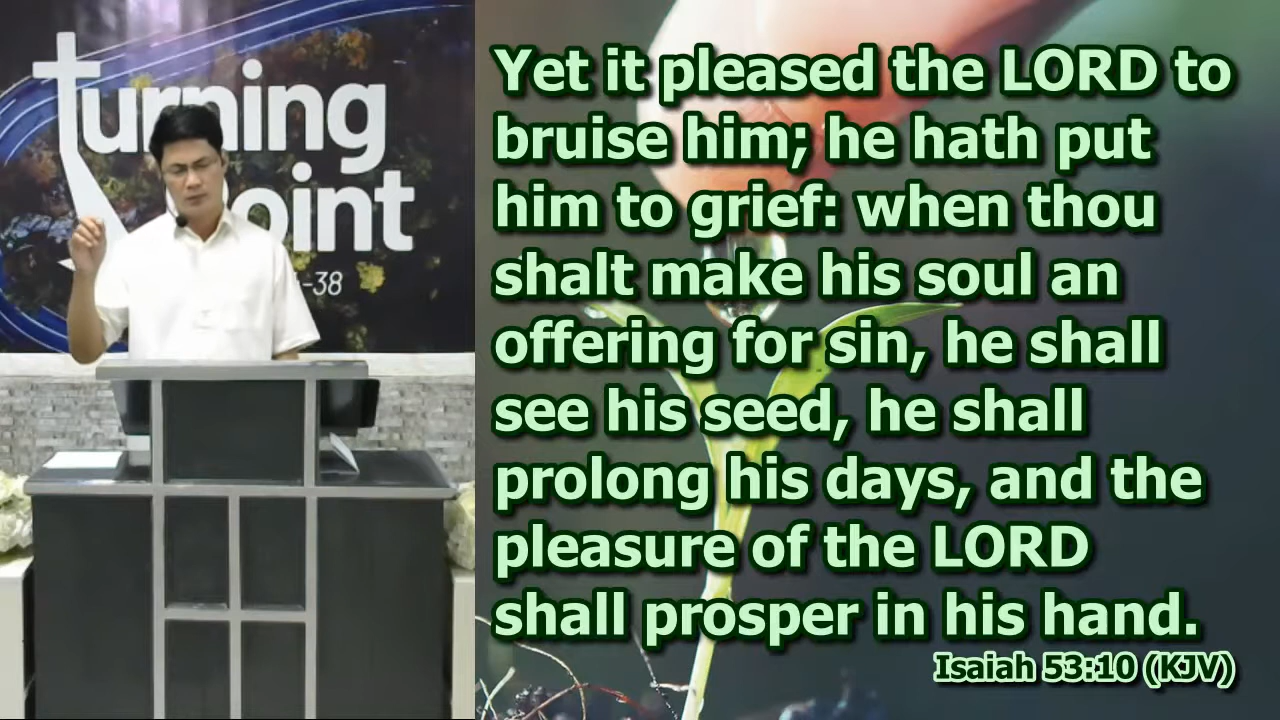 turning
Point
-38
Yet it pleased the LORD to
bruise him; he hath put
him to grief: when thou
shalt make his soul an
offering for sin, he shall
see his seed, he shall
prolong his days, and the
pleasure of the LORD
shall prosper in his hand.
Isaiah 53:10 (KJV)